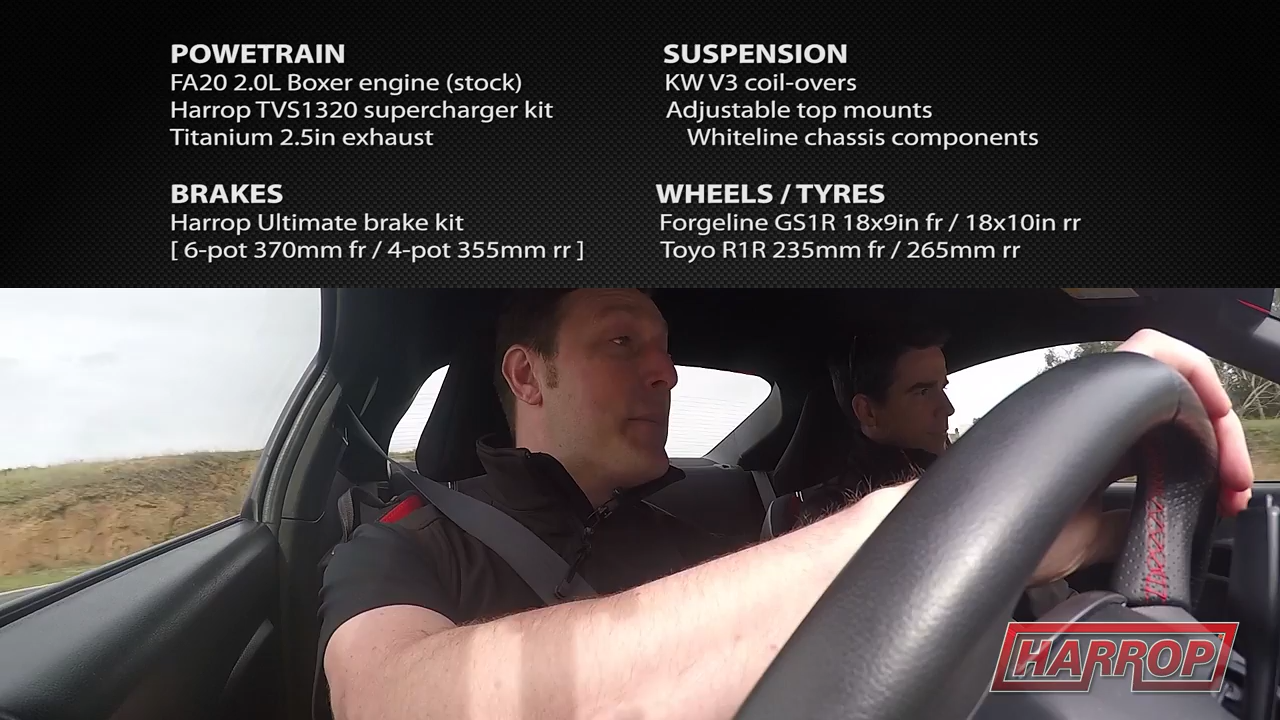 POWETRAIN
FA20 2.0L Boxer engine (stock)
Harrop TVS1320 supercharger kit
Titanium 2.5in exhaust
SUSPENSION
KW V3 coil-overs
Adjustable top mounts
Whiteline chassis components
BRAKES
Harrop Ultimate brake kit
[ 6-pot 370mm fr / 4-pot 355mm rr ]
WHEELS / TYRES
Forgeline GS1R 18x9in fr / 18x10in rr
Toyo R1R 235mm fr / 265mm rr
HARROP